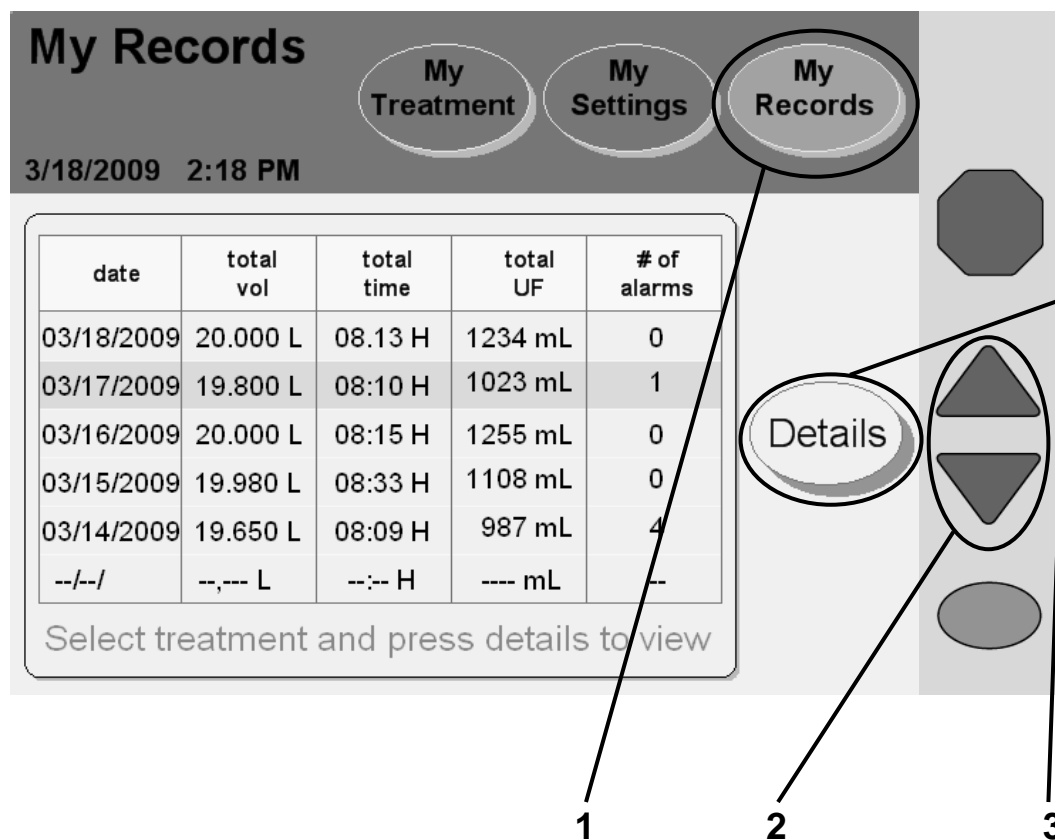 My Records
My
Treatment
My
Settings
My
Records
3/18/2009 2:18 PM
date total
vol total
time total
UF # of
alarms
03/18/2009 20.000 L 08.13 H 1234 mL 0
03/17/2009 19.800 L 08:10 H 1023 mL 1
03/16/2009 20.000 L 08:15 H 1255 mL 0
03/15/2009 19.980 L 08:33 H 1108 mL 0
03/14/2009 19.650 L 08:09 H 987 mL 4
--/--/ --,--- L --:-- H ---- mL --
Select treatment and press details to view
Details
1 2 3